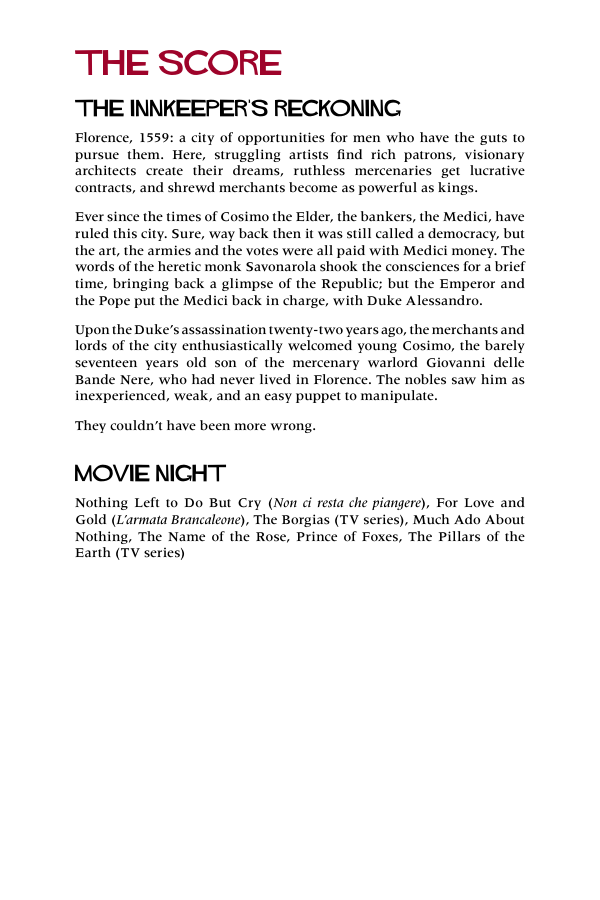 THE SCORE
THE INNKEEPER'S RECKONING
Florence, 1559: a city of opportunities for men who have the guts to
pursue them. Here, struggling artists find rich patrons, visionary
architects create their dreams, ruthless mercenaries get lucrative
contracts, and shrewd merchants become as powerful as kings.
Ever since the times of Cosimo the Elder, the bankers, the Medici, have
ruled this city. Sure, way back then it was still called a democracy, but
the art, the armies and the votes were all paid with Medici money. The
words of the heretic monk Savonarola shook the consciences for a brief
time, bringing back a glimpse of the Republic; but the Emperor and
the Pope put the Medici back in charge, with Duke Alessandro.
Upon the Duke’s assassination twenty-two years ago, the merchants and
lords of the city enthusiastically welcomed young Cosimo, the barely
seventeen years old son of the mercenary warlord Giovanni delle
Bande Nere, who had never lived in Florence. The nobles saw him as
inexperienced, weak, and an easy puppet to manipulate.
They couldn’t have been more wrong.
MOVIE NIGHT
Nothing Left to Do But Cry (Non ci resta che piangere), For Love and
Gold (L’armata Brancaleone), The Borgias (TV series), Much Ado About
Nothing, The Name of the Rose, Prince of Foxes, The Pillars of the
Earth (TV series)